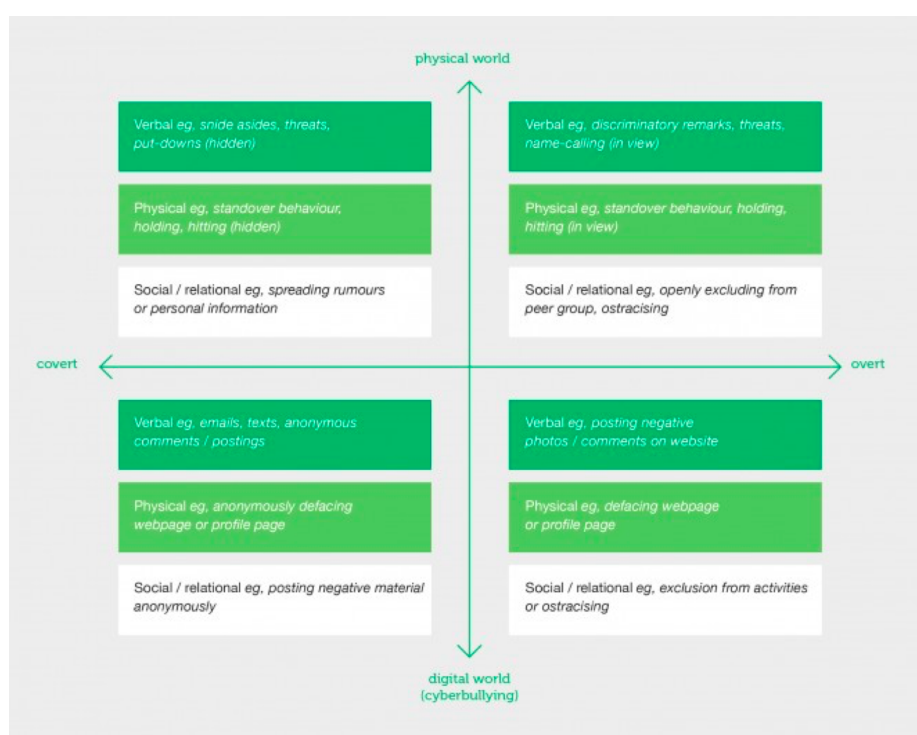 physical world
Verbal eg, snide asides, threats,
put-downs (hidden)
Verbal eg, discriminatory remarks, threats,
name-calling (in view)
Physical eg, standover behaviour,
holding, hitting (hidden)
Physical eg, standover behaviour, holding,
hitting (in view)
Social / relational eg, spreading rumours
or personal information
Social / relational eg, openly excluding from
peer group, ostracising
covert
overt
Verbal eg, emails, texts, anonymous
comments / postings
Verbal eg, posting negative
photos / comments on website
Physical eg, anonymously defacing
webpage or profile page
Physical eg, defacing webpage
or profile page
Social / relational eg, posting negative material
anonymously
Social / relational eg, exclusion from activities
or ostracising
digital world
(cyberbullying)